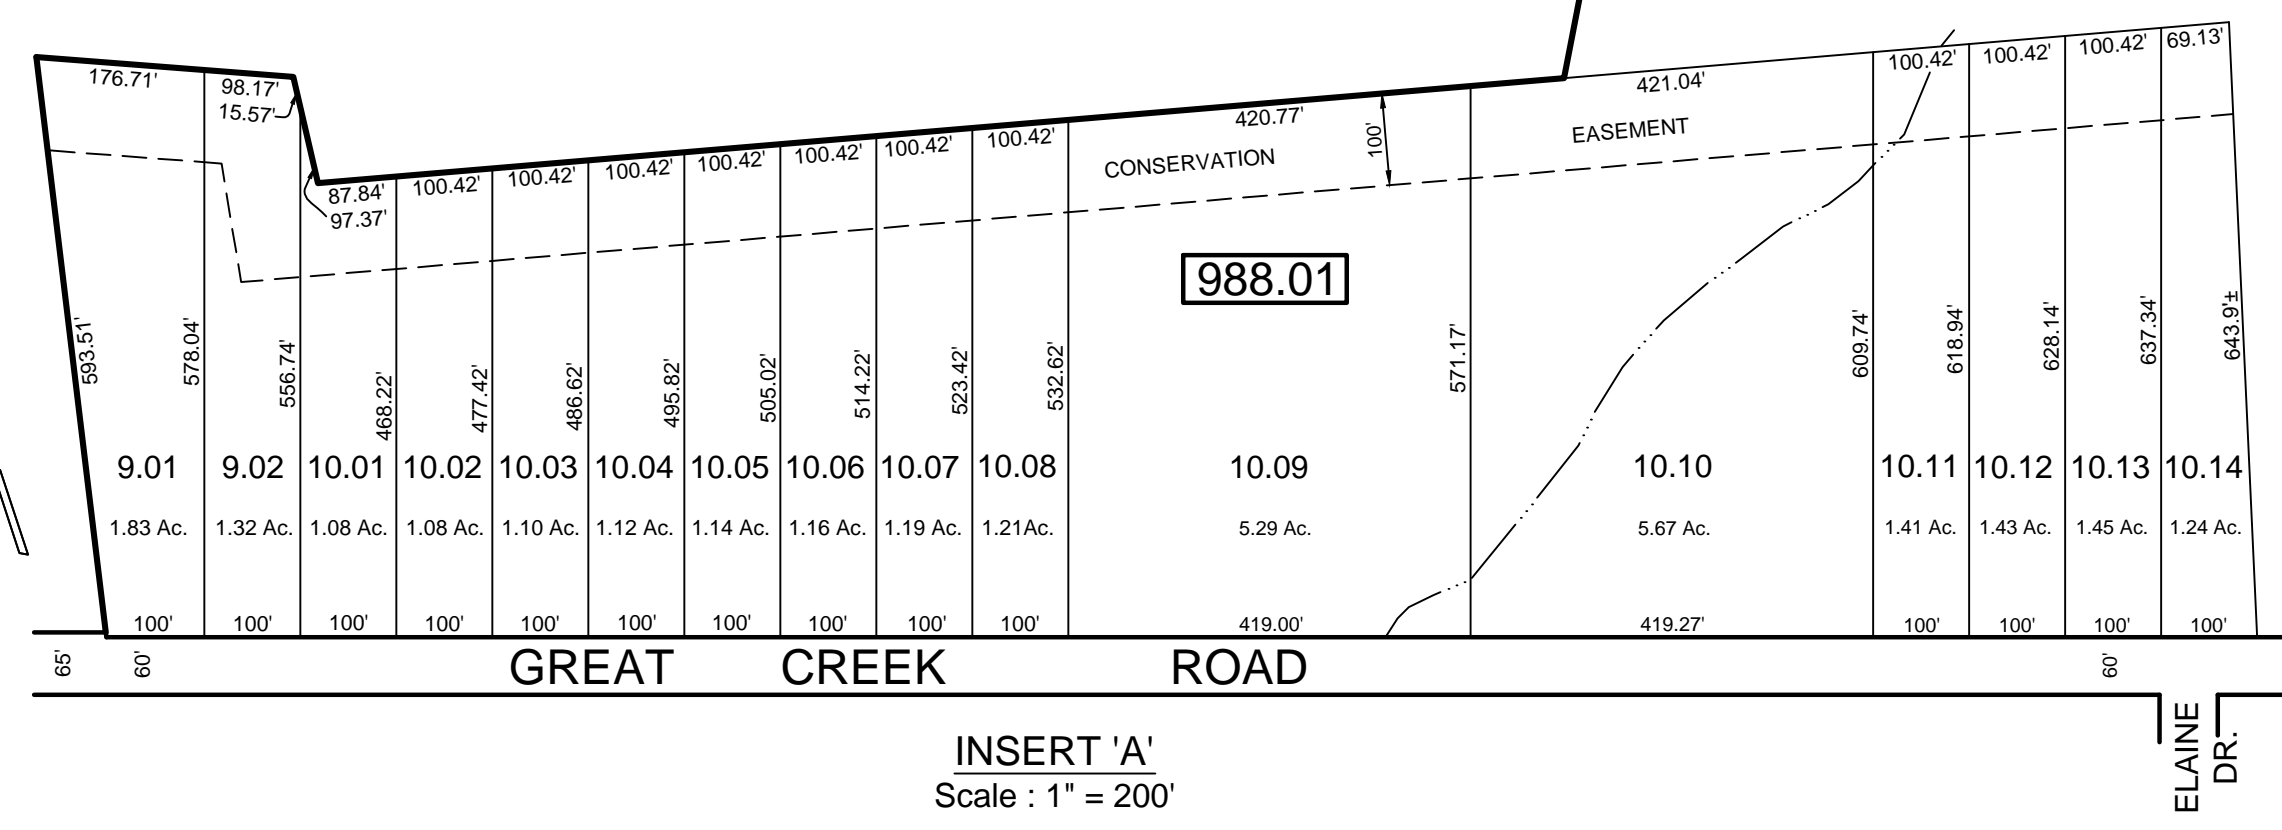 176.71' 98.17' 15.57' 87.84' 97.37' 100.42' 100.42' 100.42' 100.42' 100.42' 100.42' 100.42' 420.77' 421.04' 100.42' 100.42' 100.42' 69.13'
CONSERVATION 100' EASEMENT
988.01
593.51' 578.04' 556.74' 468.22' 477.42' 486.62' 495.82' 505.02' 514.22' 523.42' 532.62' 571.17' 609.74' 618.94' 628.14' 637.34' 643.9'±
9.01 9.02 10.01 10.02 10.03 10.04 10.05 10.06 10.07 10.08 10.09 10.10 10.11 10.12 10.13 10.14
1.83 Ac. 1.32 Ac. 1.08 Ac. 1.08 Ac. 1.10 Ac. 1.12 Ac. 1.14 Ac. 1.16 Ac. 1.19 Ac. 1.21Ac. 5.29 Ac. 5.67 Ac. 1.41 Ac. 1.43 Ac. 1.45 Ac. 1.24 Ac.
100' 100' 100' 100' 100' 100' 100' 100' 100' 100' 419.00' 419.27' 100' 100' 100' 100'
65' 60' GREAT CREEK ROAD 60'
ELAINE
DR.
INSERT 'A'
Scale : 1" = 200'